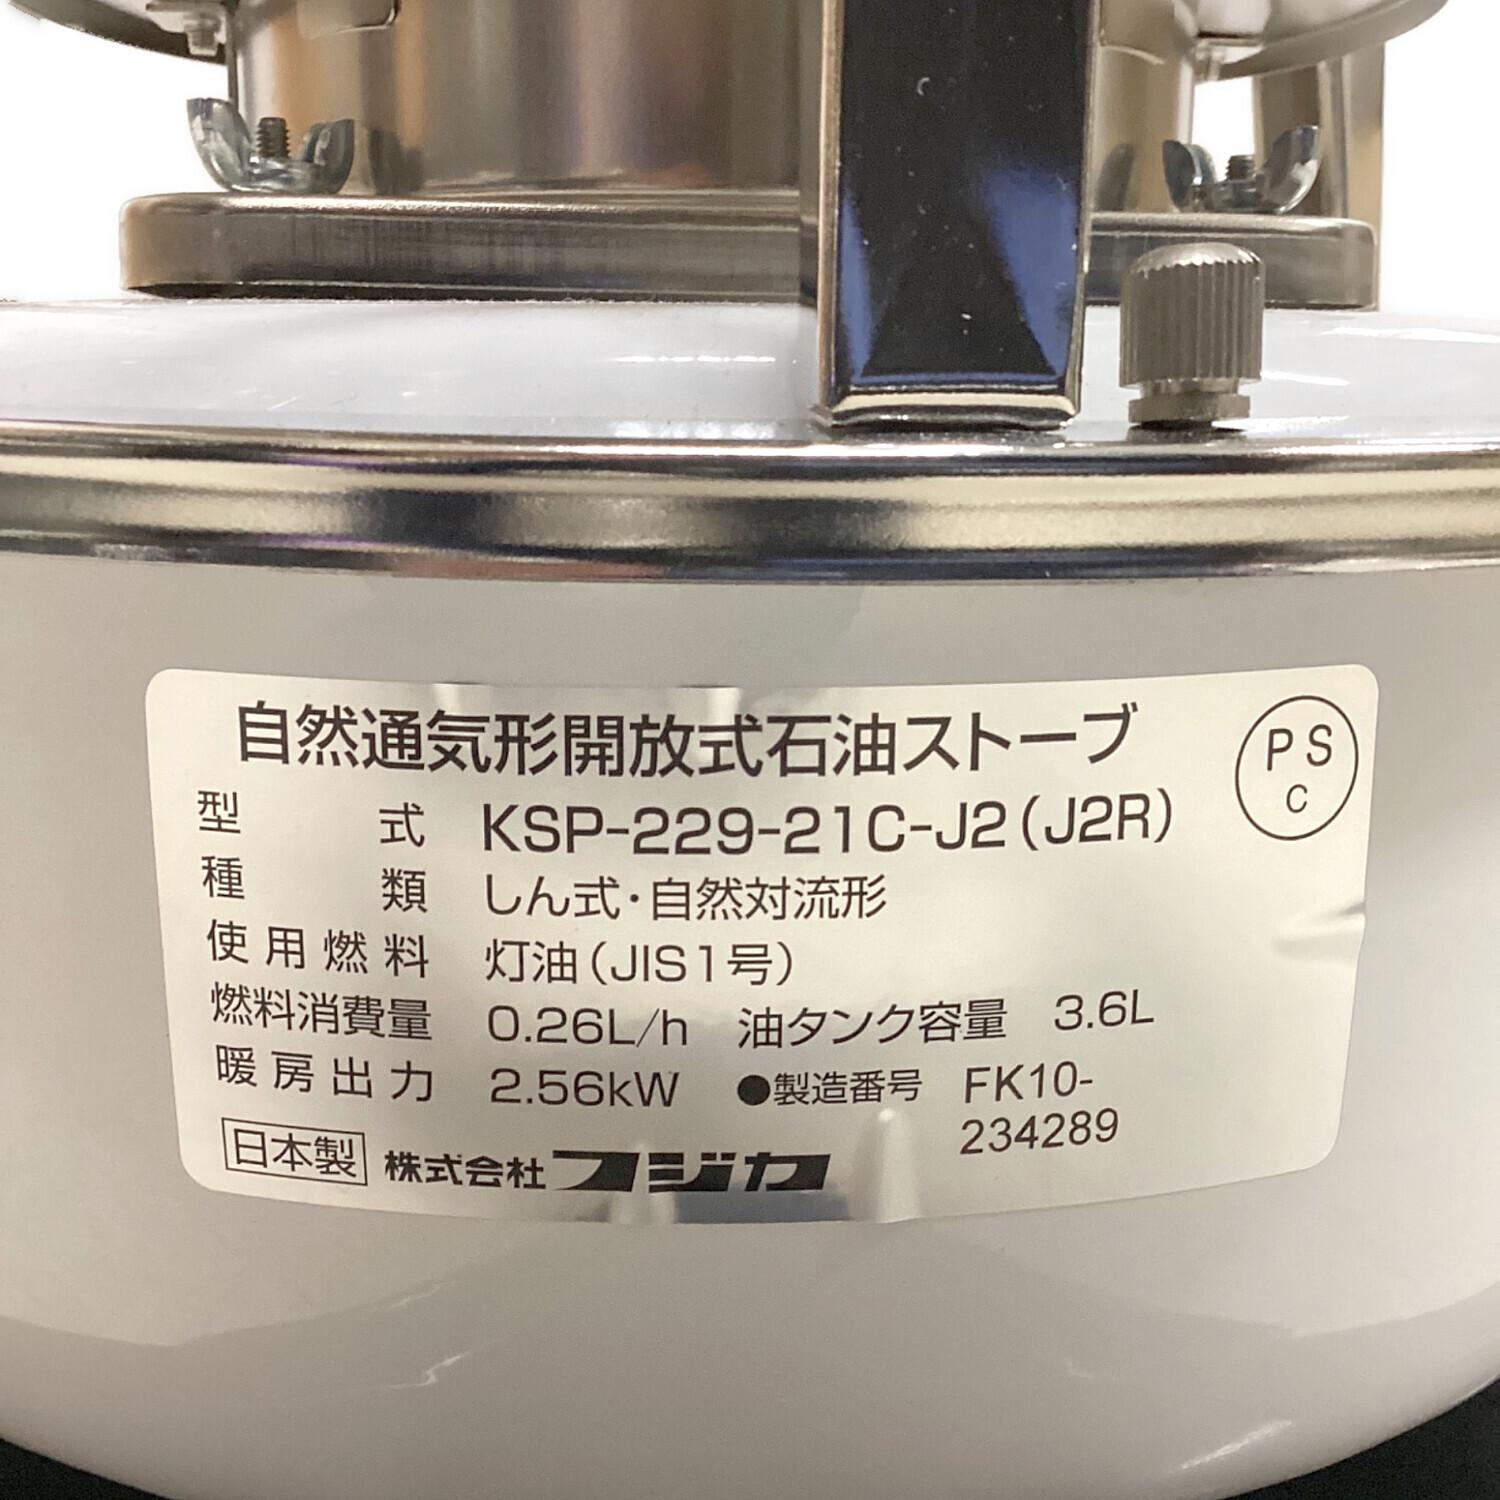 自然通気形開放式石油ストーブ
PS
C
型式 KSP-229-21C-J2(J2R)
種類 しん式・自然対流形
使用燃料 灯油(JIS1号)
燃料消費量 0.26L/h 油タンク容量 3.6L
暖房出力 2.56kW ●製造番号 FK10-
234289
日本製 株式会社フジカ